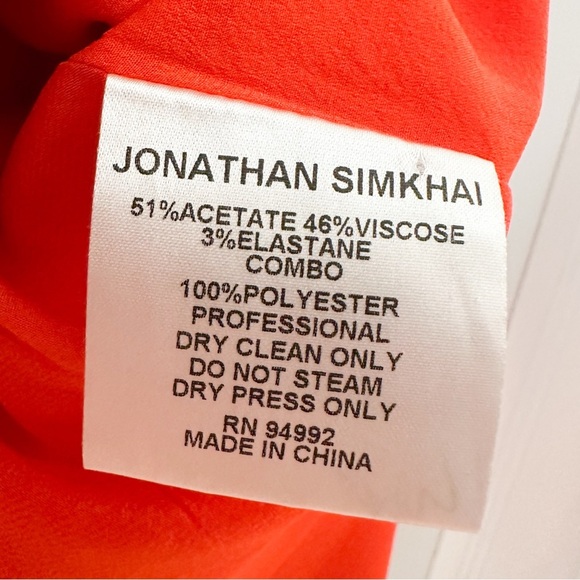 JONATHAN SIMKHAI
51%ACETATE 46%VISCOSE
3%ELASTANE
COMBO
100%POLYESTER
PROFESSIONAL
DRY CLEAN ONLY
DO NOT STEAM
DRY PRESS ONLY
RN 94992
MADE IN CHINA